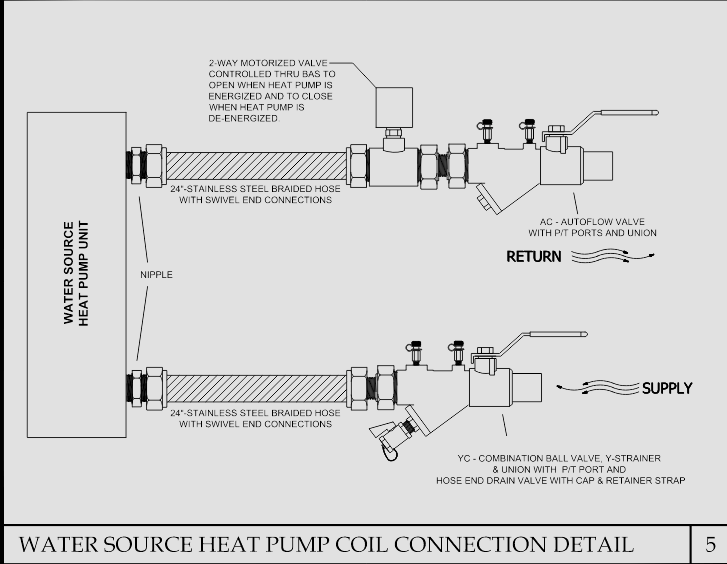 2-WAY MOTORIZED VALVE
CONTROLLED THRU BAS TO
OPEN WHEN HEAT PUMP IS
ENERGIZED AND TO CLOSE
WHEN HEAT PUMP IS
DE-ENERGIZED.
24"-STAINLESS STEEL BRAIDED HOSE
WITH SWIVEL END CONNECTIONS
AC - AUTOFLOW VALVE
WITH P/T PORTS AND UNION
RETURN
WATER SOURCE
HEAT PUMP UNIT
NIPPLE
SUPPLY
24"-STAINLESS STEEL BRAIDED HOSE
WITH SWIVEL END CONNECTIONS
YC - COMBINATION BALL VALVE, Y-STRAINER
& UNION WITH P/T PORT AND
HOSE END DRAIN VALVE WITH CAP & RETAINER STRAP
WATER SOURCE HEAT PUMP COIL CONNECTION DETAIL
5